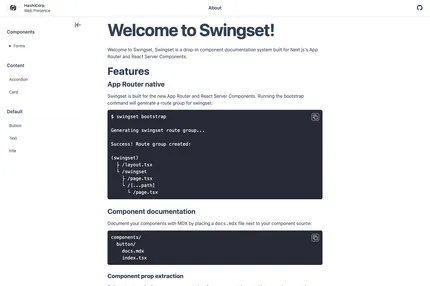 HashiCorp
Web Presence
About
Components
Forms
Content
Accordion
Card
Default
Button
Text
Welcome to Swingset!
Welcome to Swingset. Swingset is a drop-in component documentation system built for Next.js's App
Router and React Server Components.
Features
App Router native
Swingset is built for the new App Router and React Server Components. Running the bootstrap
command will generate a route group for swingset:
$ swingset bootstrap
Generating swingset route group...
Success! Route group created:
(swingset)
├ /layout.tsx
└ /swingset
├ /page.tsx
└ /[...path]
└ /page.tsx
Component documentation
Document your components with MDX by placing a docs.mdx file next to your component source:
components/
button/
docs.mdx
index.tsx
Component prop extraction